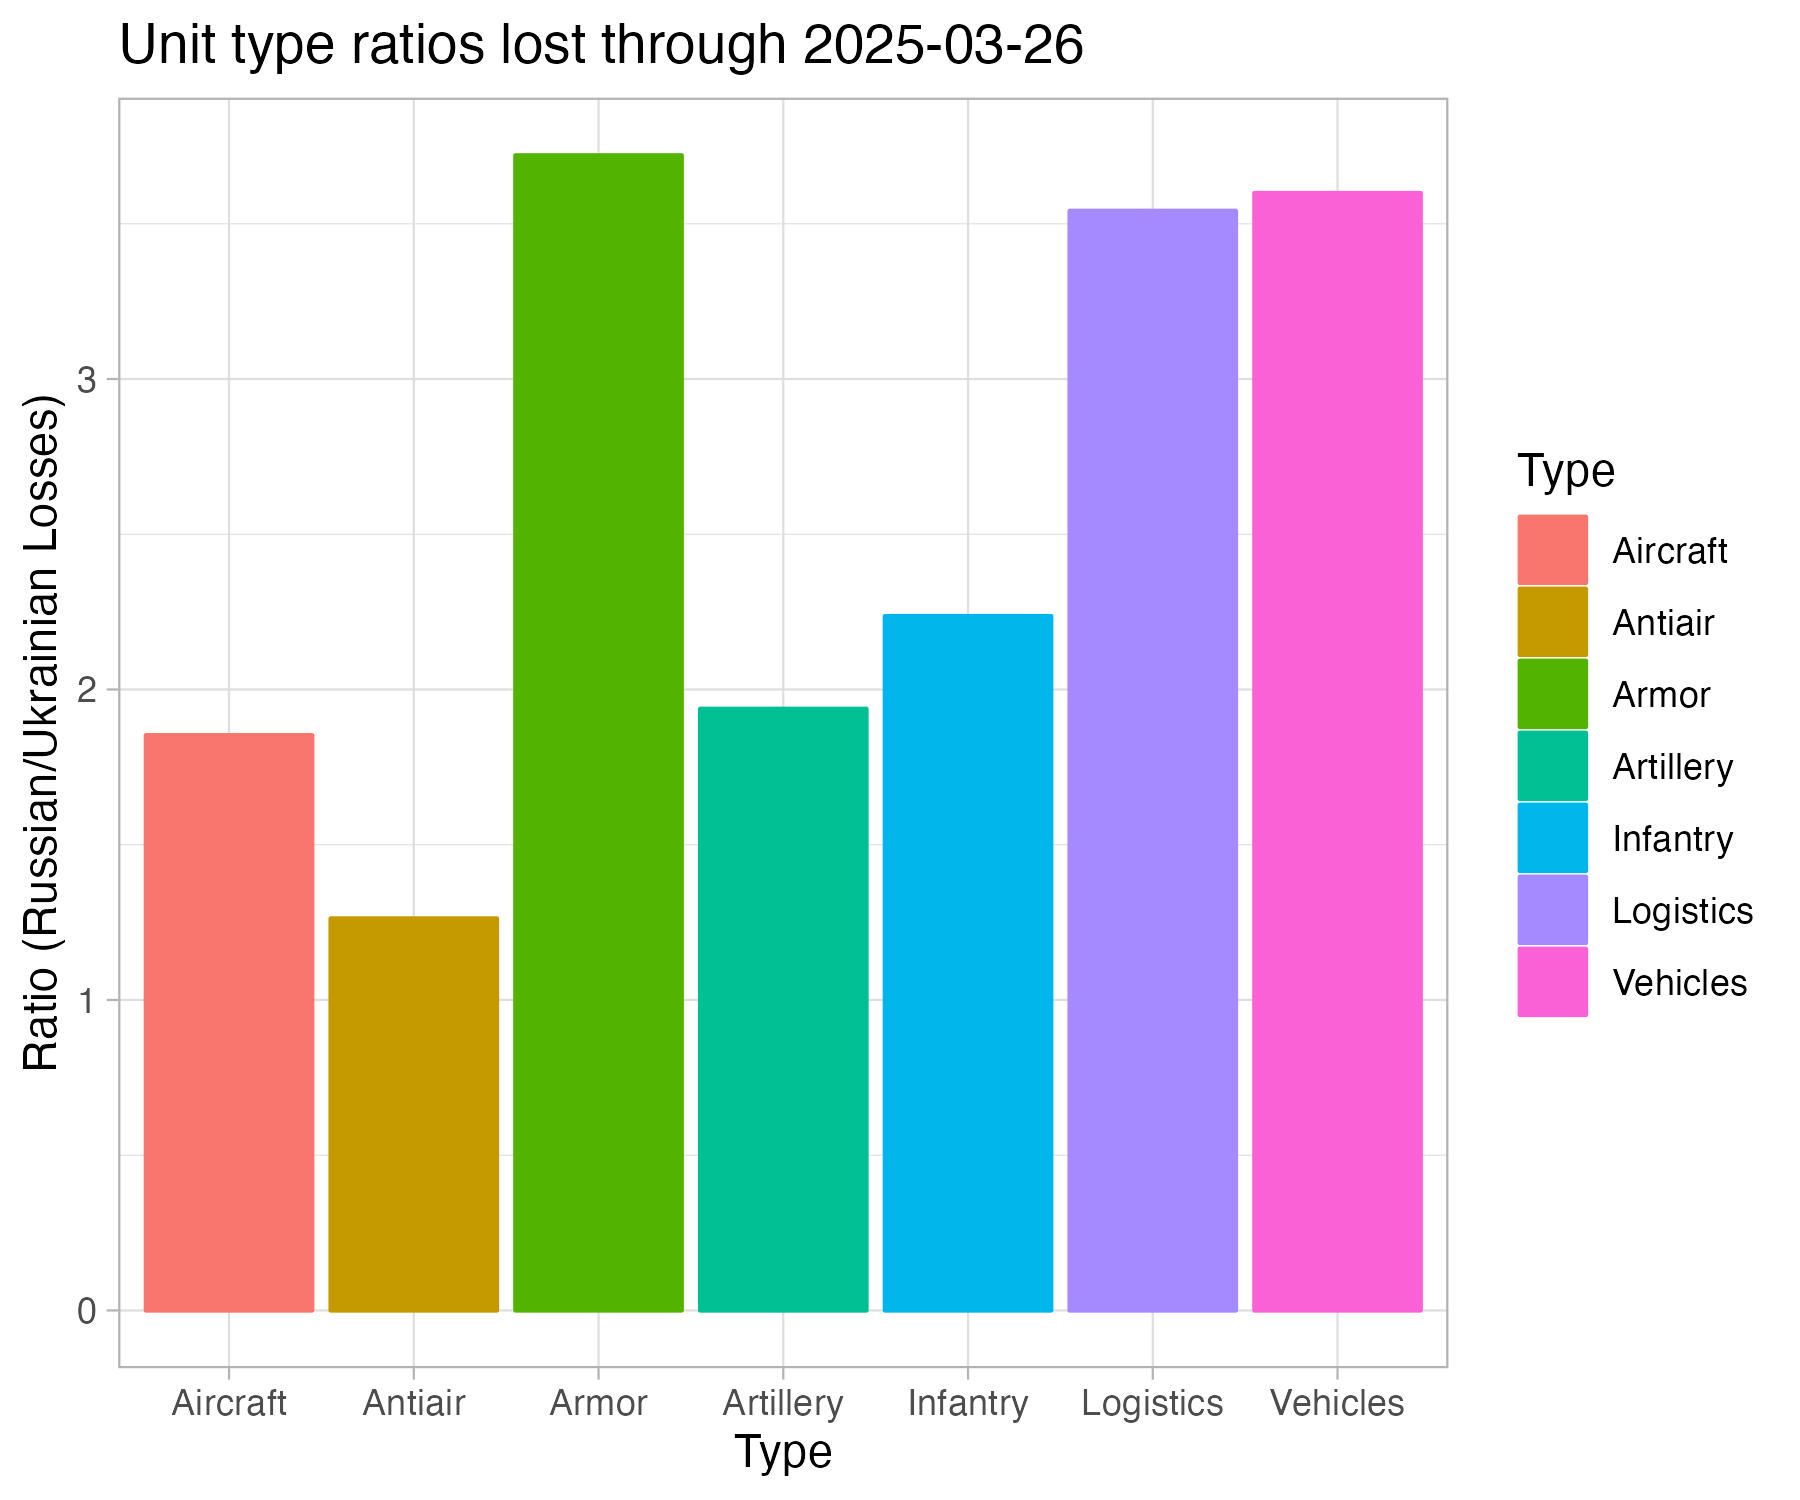 Unit type ratios lost through 2025-03-26
Ratio (Russian/Ukrainian Losses)
3
2
1
0
Aircraft Antiair Armor Artillery Infantry Logistics Vehicles
Type
Type
Aircraft
Antiair
Armor
Artillery
Infantry
Logistics
Vehicles